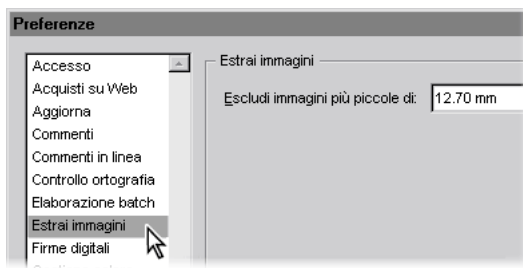 Preferenze
Accesso
Acquisti su Web
Aggiorna
Commenti
Commenti in linea
Controllo ortografia
Elaborazione batch
Estrai immagini
Firme digitali
Estrai immagini
Escludi immagini più piccole di: 12.70 mm